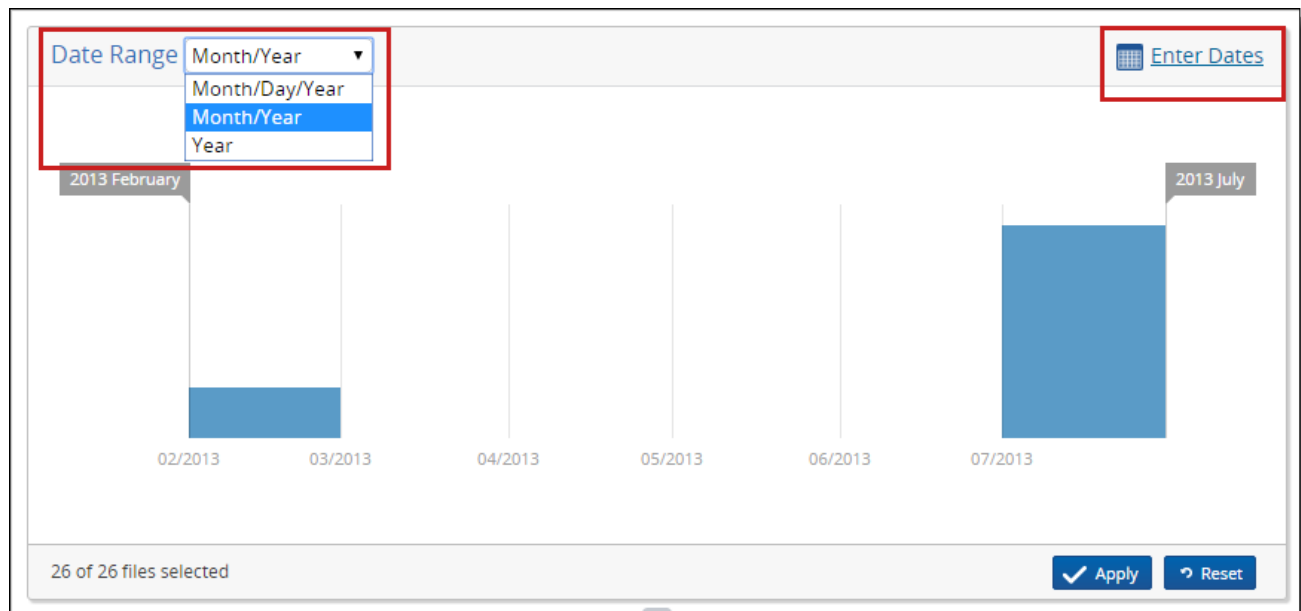 Date Range Month/Year Enter Dates
Month/Day/Year
Month/Year
Year
2013 February 2013 July
02/2013 03/2013 04/2013 05/2013 06/2013 07/2013
26 of 26 files selected Apply Reset